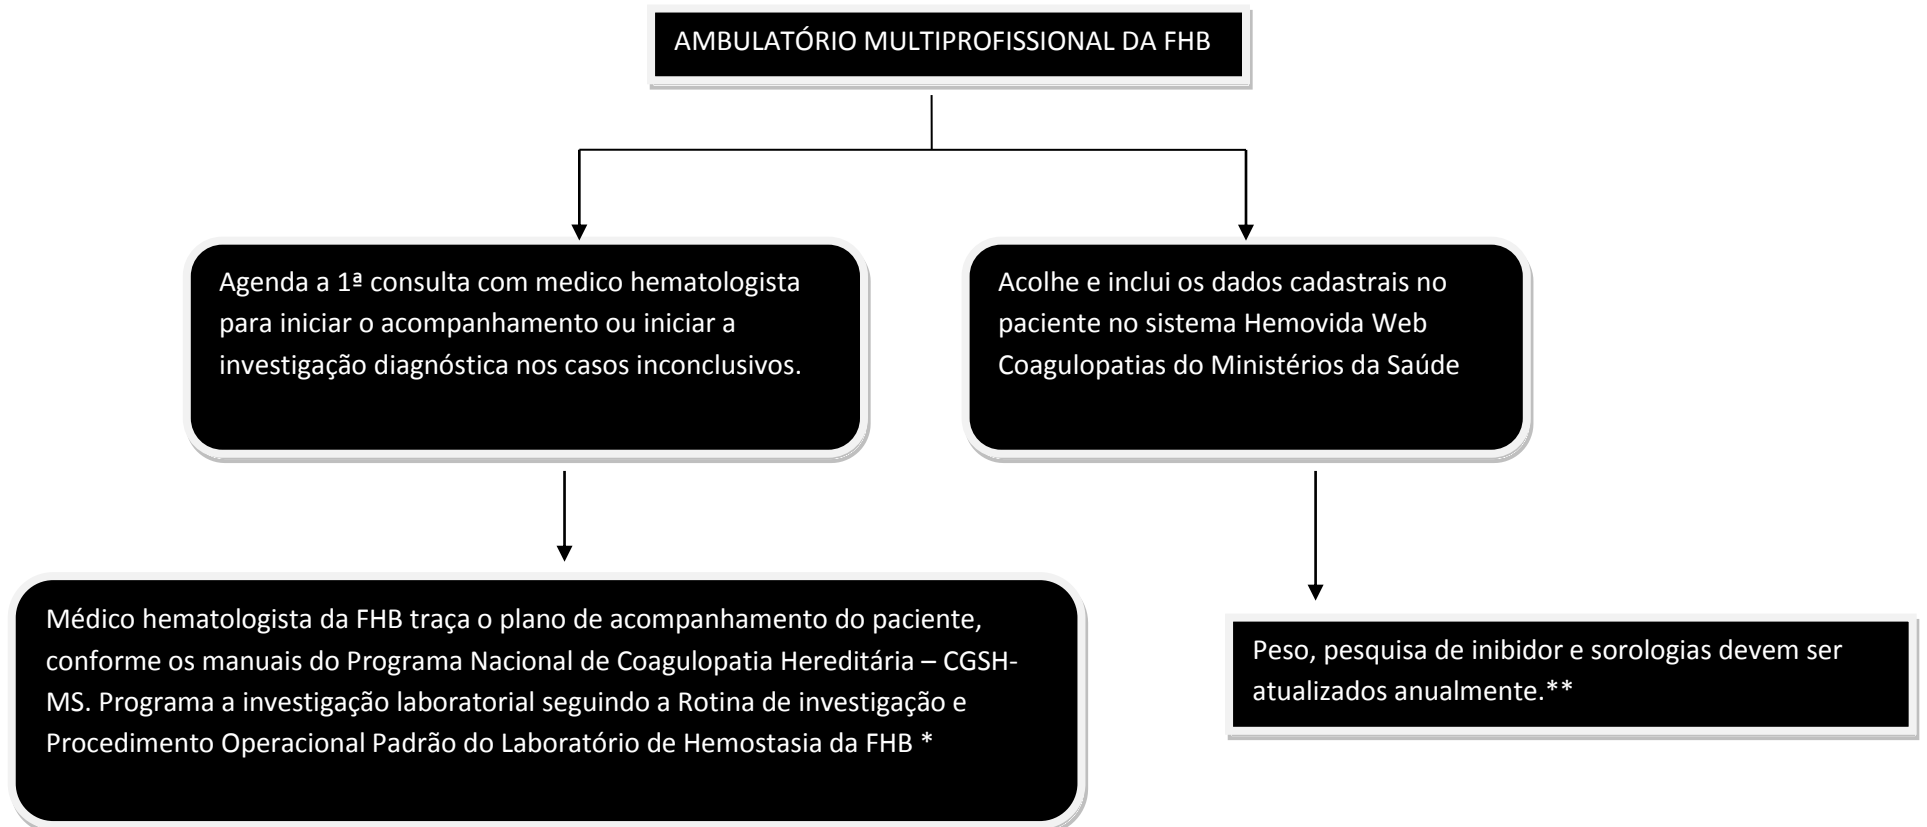 AMBULATÓRIO MULTIPROFISSIONAL DA FHB
Agenda a 1ª consulta com medico hematologista
para iniciar o acompanhamento ou iniciar a
investigação diagnóstica nos casos inconclusivos.
Acolhe e inclui os dados cadastrais no
paciente no sistema Hemovida Web
Coagulopatias do Ministérios da Saúde
Médico hematologista da FHB traça o plano de acompanhamento do paciente,
conforme os manuais do Programa Nacional de Coagulopatia Hereditária – CGSH-
MS. Programa a investigação laboratorial seguindo a Rotina de investigação e
Procedimento Operacional Padrão do Laboratório de Hemostasia da FHB *
Peso, pesquisa de inibidor e sorologias devem ser
atualizados anualmente.**